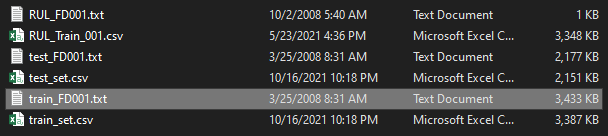 RUL_FD001.txt 10/2/2008 5:40 AM Text Document 1 KB
RUL_Train_001.csv 5/23/2021 4:36 PM Microsoft Excel C... 3,348 KB
test_FD001.txt 3/25/2008 8:31 AM Text Document 2,177 KB
test_set.csv 10/16/2021 10:18 PM Microsoft Excel C... 2,151 KB
train_FD001.txt 3/25/2008 8:31 AM Text Document 3,433 KB
train_set.csv 10/16/2021 10:18 PM Microsoft Excel C... 3,387 KB